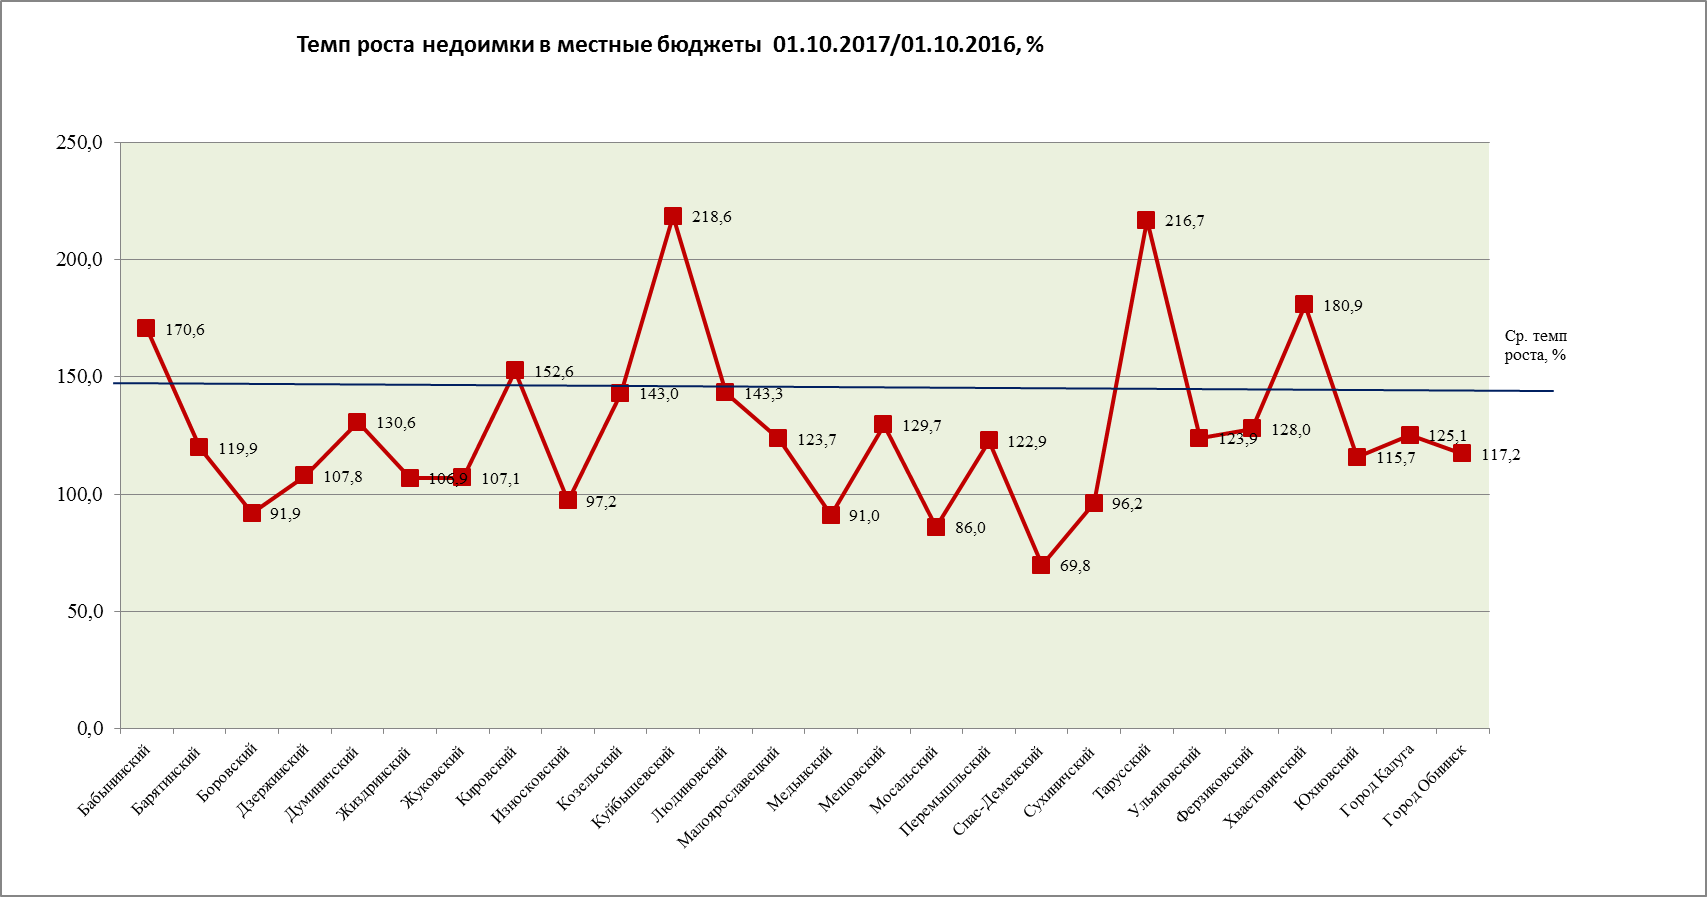 Темп роста недоимки в местные бюджеты 01.10.2017/01.10.2016, %
250,0
200,0
150,0
100,0
50,0
0,0
170,6
119,9
91,9
107,8
130,6
106,9
107,1
152,6
97,2
143,0
218,6
143,3
123,7
91,0
129,7
86,0
122,9
69,8
96,2
216,7
123,9
128,0
180,9
115,7
125,1
117,2
Ср. темп
роста, %
Бабынинский
Барятинский
Боровский
Дзержинский
Думиничский
Жиздринский
Жуковский
Кировский
Износковский
Козельский
Куйбышевский
Людиновский
Малоярославецкий
Медынский
Мещовский
Мосальский
Перемышльский
Спас-Деменский
Сухиничский
Тарусский
Ульяновский
Ферзиковский
Хвастовичский
Юхновский
Город Калуга
Город Обнинск